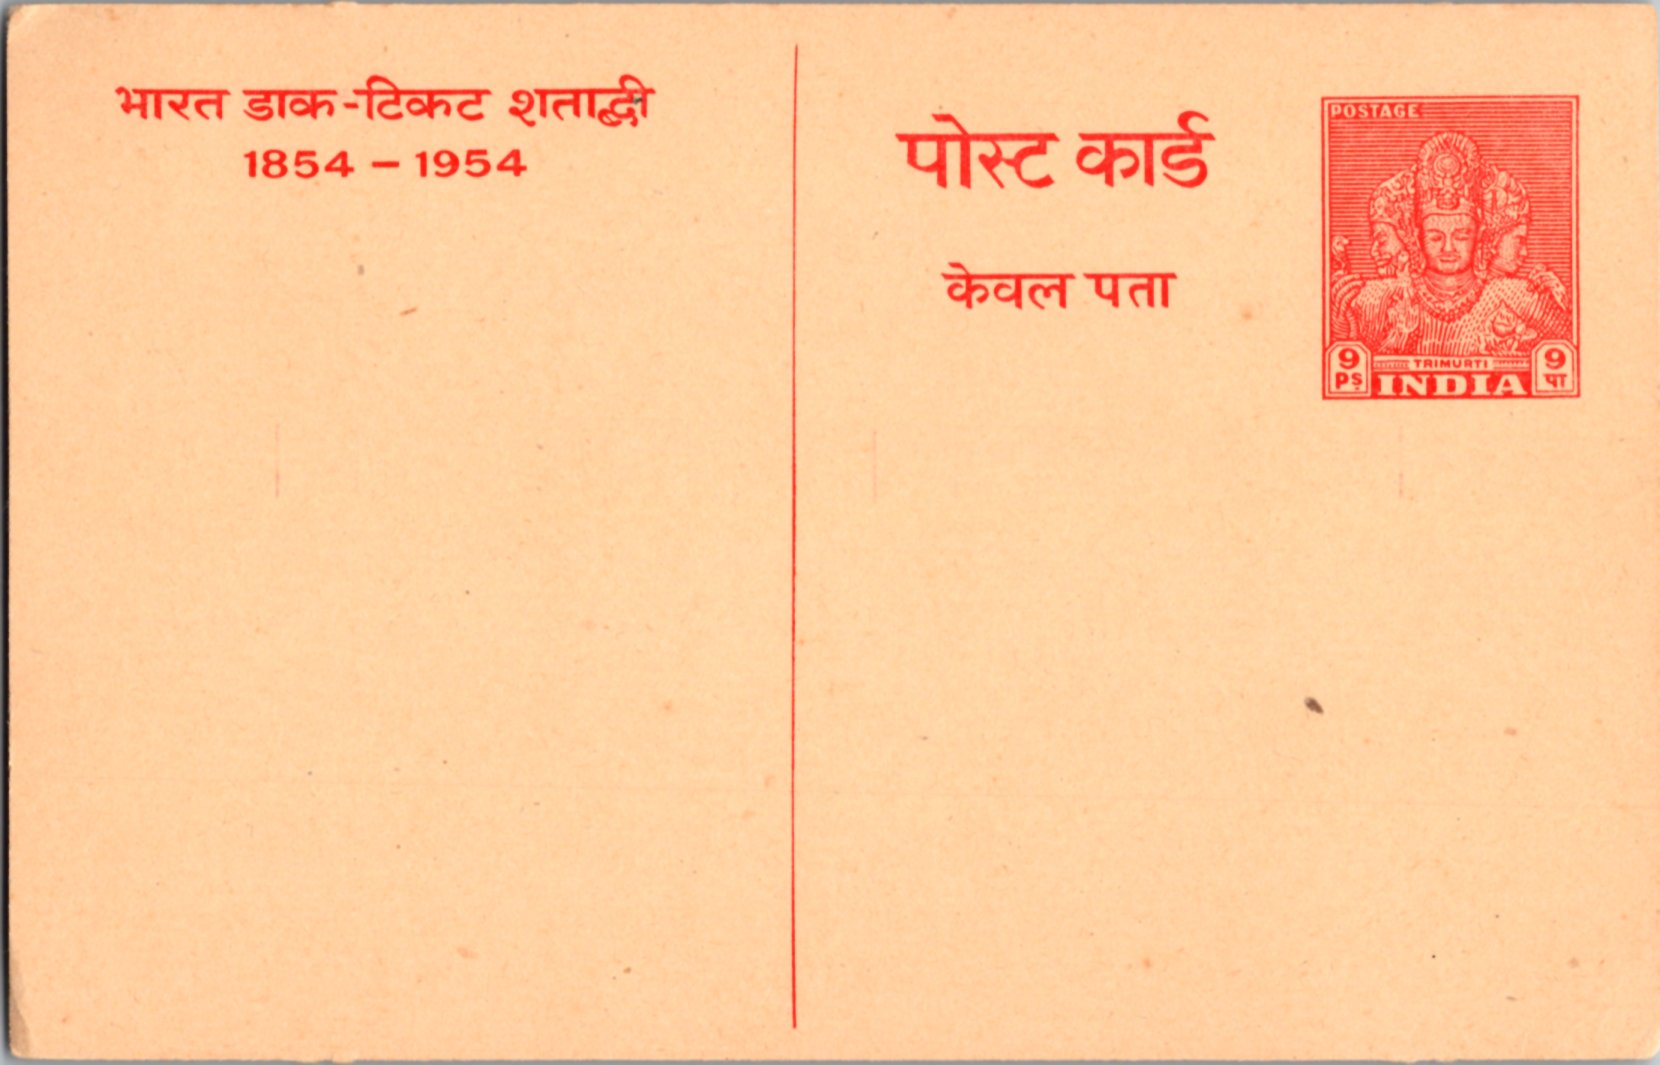 भारत डाक-टिकट शताब्दी
1854 – 1954
पोस्ट कार्ड
केवल पता
POSTAGE
9 PS
TRIMURTI
INDIA
9 पा